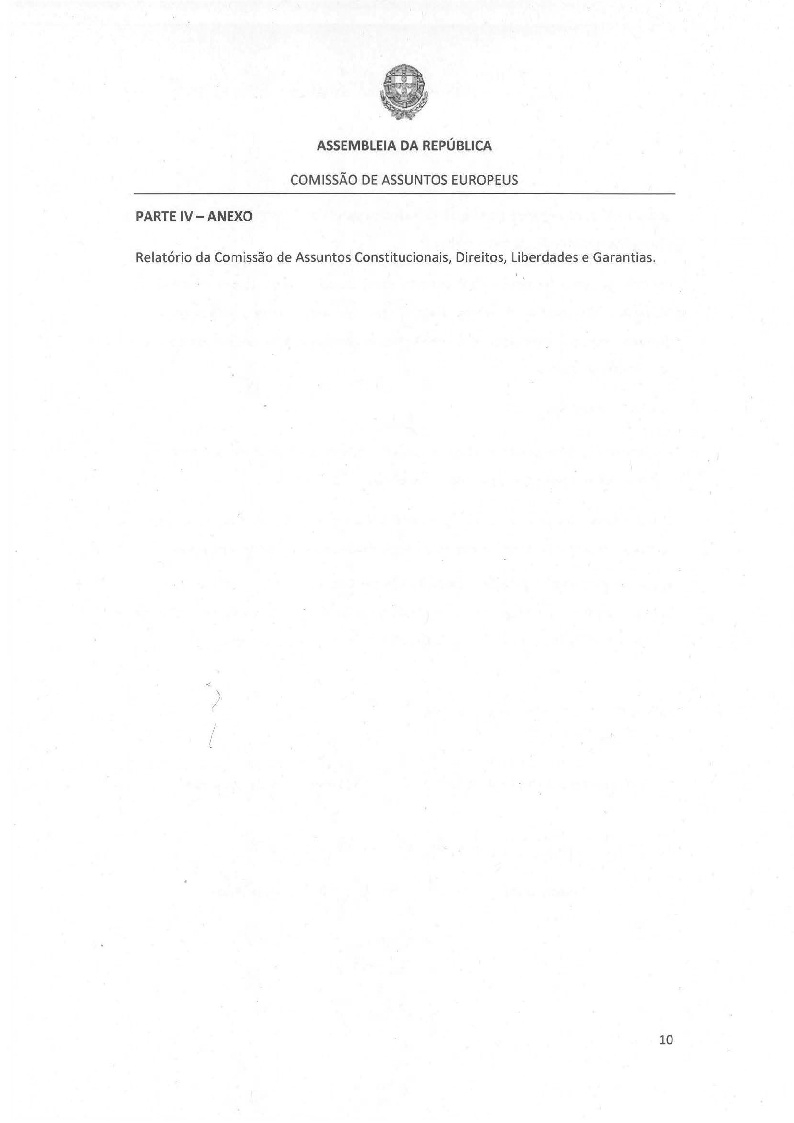 ASSEMBLEIA DA REPÚBLICA
COMISSÃO DE ASSUNTOS EUROPEUS
PARTE IV – ANEXO
Relatório da Comissão de Assuntos Constitucionais, Direitos, Liberdades e Garantias.
10